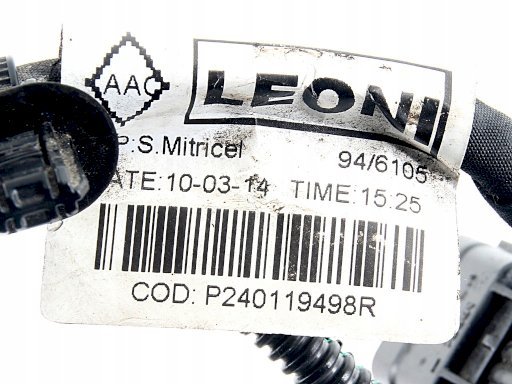 AAC LEONI
P.S.Mitricel 94/6105
ATE:10-03-14 TIME:15:25
COD: P240119498R